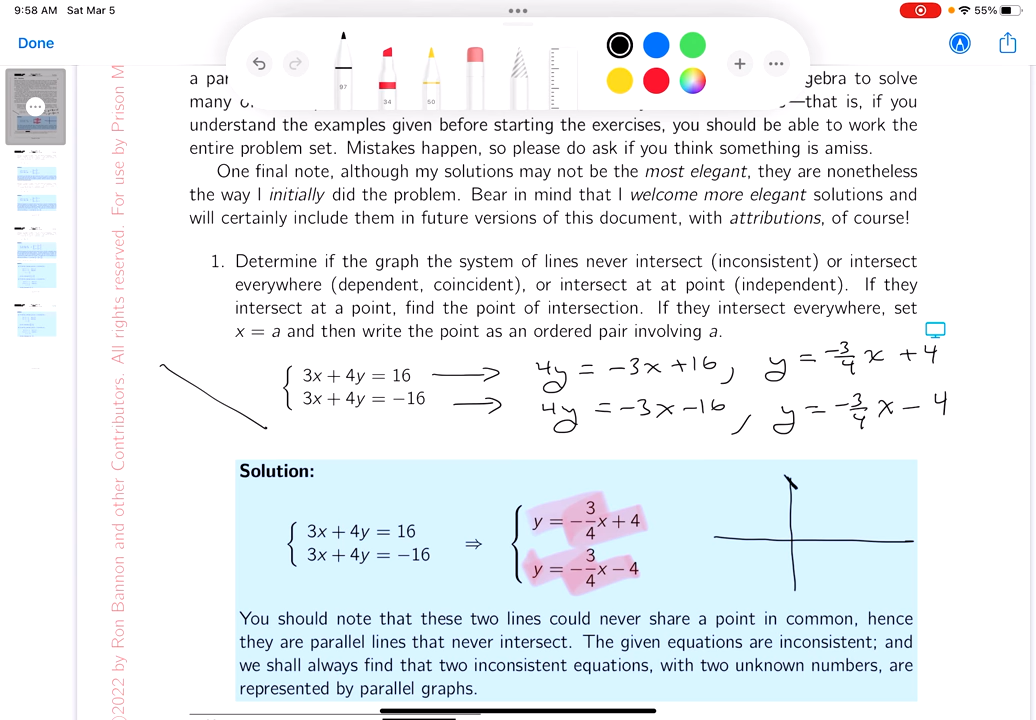 9:58 AM Sat Mar 5
55%
Done
97
34
50
a par gebra to solve
many —that is, if you
understand the examples given before starting the exercises, you should be able to work the
entire problem set. Mistakes happen, so please do ask if you think something is amiss.
One final note, although my solutions may not be the most elegant, they are nonetheless
the way I initially did the problem. Bear in mind that I welcome more elegant solutions and
will certainly include them in future versions of this document, with attributions, of course!
1. Determine if the graph the system of lines never intersect (inconsistent) or intersect
everywhere (dependent, coincident), or intersect at at point (independent). If they
intersect at a point, find the point of intersection. If they intersect everywhere, set
x = a and then write the point as an ordered pair involving a.
3x + 4y = 16 → 4y = -3x + 16, y = -3/4 x + 4
3x + 4y = −16 → 4y = -3x - 16, y = -3/4 x - 4
Solution:
3x + 4y = 16 ⇒ y = −3/4x + 4
3x + 4y = −16 y = −3/4x − 4
You should note that these two lines could never share a point in common, hence
they are parallel lines that never intersect. The given equations are inconsistent; and
we shall always find that two inconsistent equations, with two unknown numbers, are
represented by parallel graphs.
©2022 by Ron Bannon and other Contributors. All rights reserved. For use by Prison M